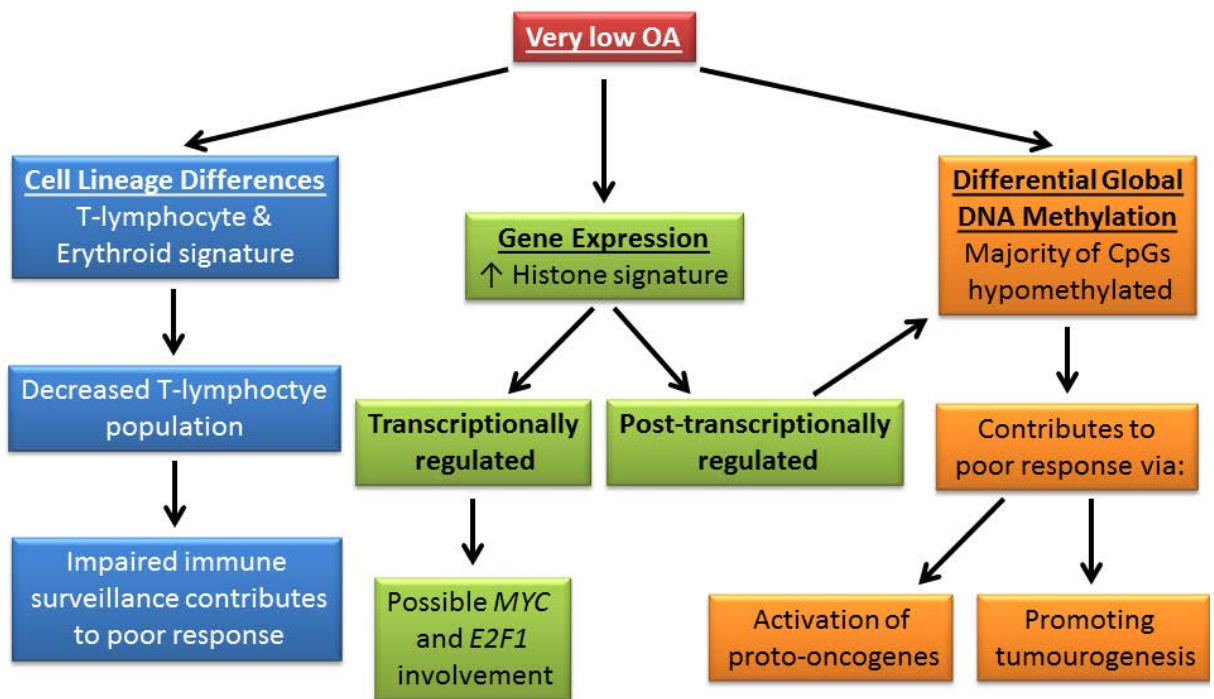 Very low OA
Cell Lineage Differences
T-lymphocyte &
Erythroid signature
Decreased T-lymphoctye
population
Impaired immune
surveillance contributes
to poor response
Gene Expression
↑ Histone signature
Transcriptionally
regulated
Possible MYC
and E2F1
involvement
Post-transcriptionally
regulated
Differential Global
DNA Methylation
Majority of CpGs
hypomethylated
Contributes to
poor response via:
Activation of
proto-oncogenes
Promoting
tumourogenesis